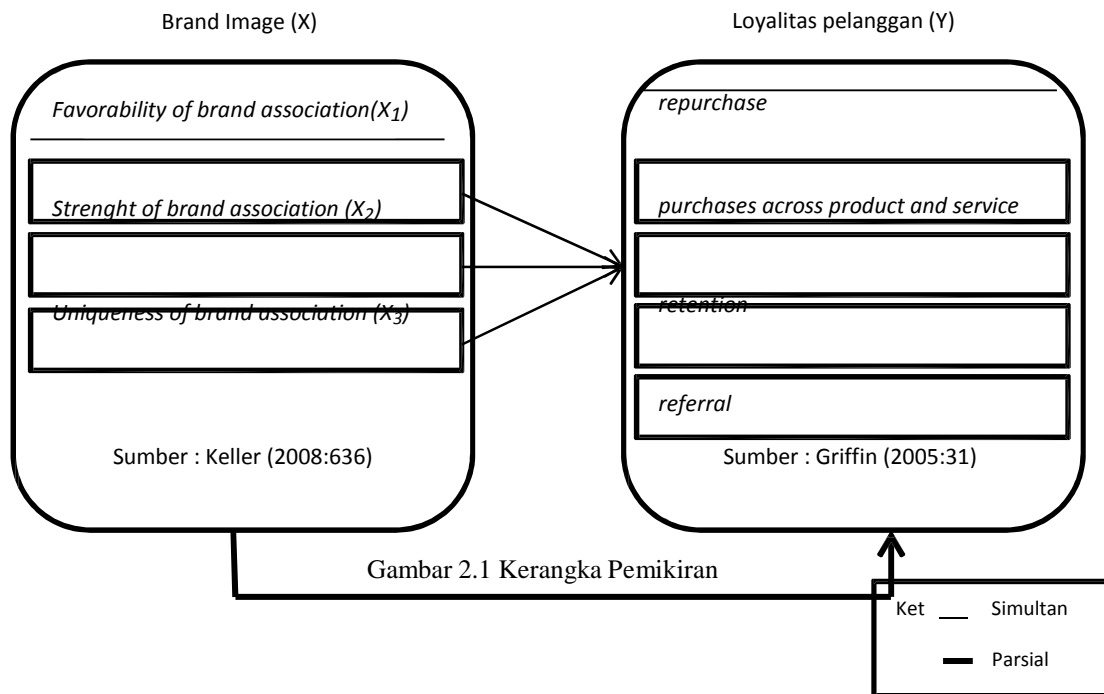 Brand Image (X)
Loyalitas pelanggan (Y)
Favorability of brand association(X1)
Strenght of brand association (X2)
Uniqueness of brand association (X3)
Sumber : Keller (2008:636)
repurchase
purchases across product and service
retention
referral
Sumber : Griffin (2005:31)
Gambar 2.1 Kerangka Pemikiran
Ket __ Simultan
Parsial